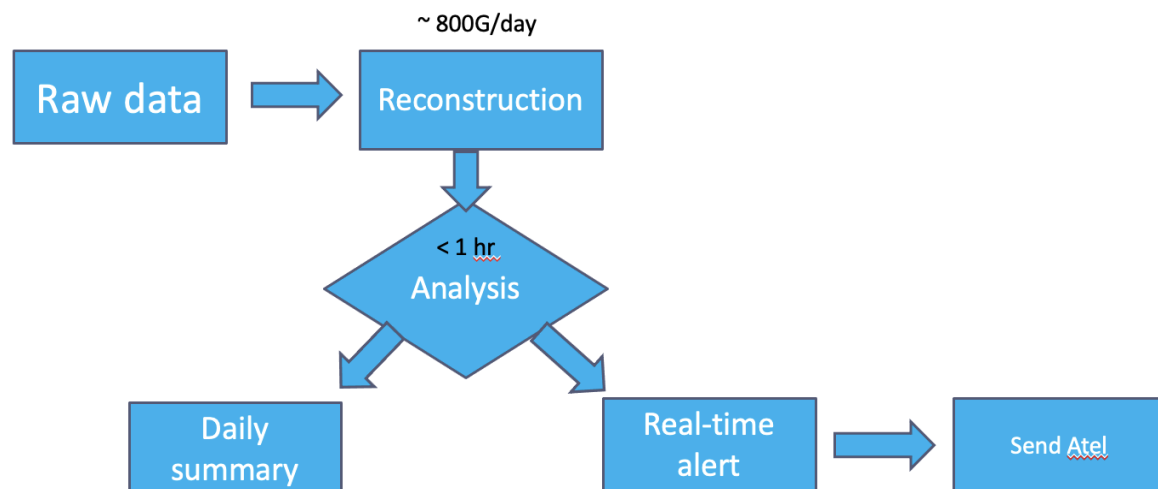 ~ 800G/day
Raw data
Reconstruction
< 1 hr
Analysis
Daily
summary
Real-time
alert
Send Atel